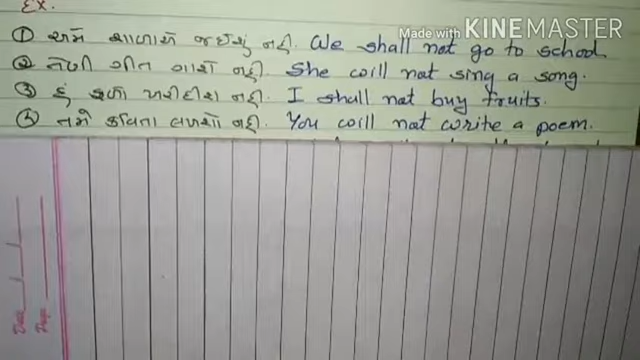 Ex.
Made with KINEMASTER
① અમે શાળાએ જઈશું નહી. We shall not go to school
② તેણી ગીત ગાશે નહી. She will not sing a song.
③ હું ફળો ખરીદીશ નહી. I shall not buy fruits.
④ તમે કવિતા લખશો નહી. You will not write a poem.
Date
Page